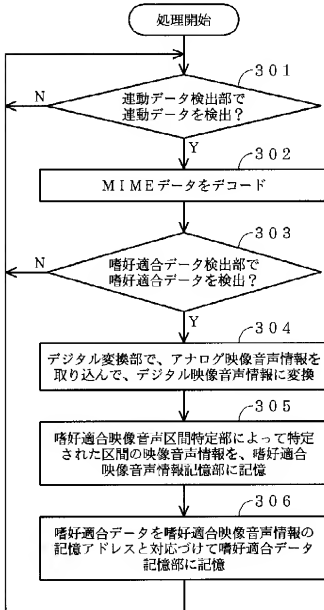 処理開始
301
連動データ検出部で
連動データを検出？
N
Y
302
MIMEデータをデコード
303
嗜好適合データ検出部で
嗜好適合データを検出？
N
Y
304
デジタル変換部で、アナログ映像音声情報を
取り込んで、デジタル映像音声情報に変換
305
嗜好適合映像音声区間特定部によって特定
された区間の映像音声情報を、嗜好適合
映像音声情報記憶部に記憶
306
嗜好適合データを嗜好適合映像音声情報の
記憶アドレスと対応づけて嗜好適合データ
記憶部に記憶